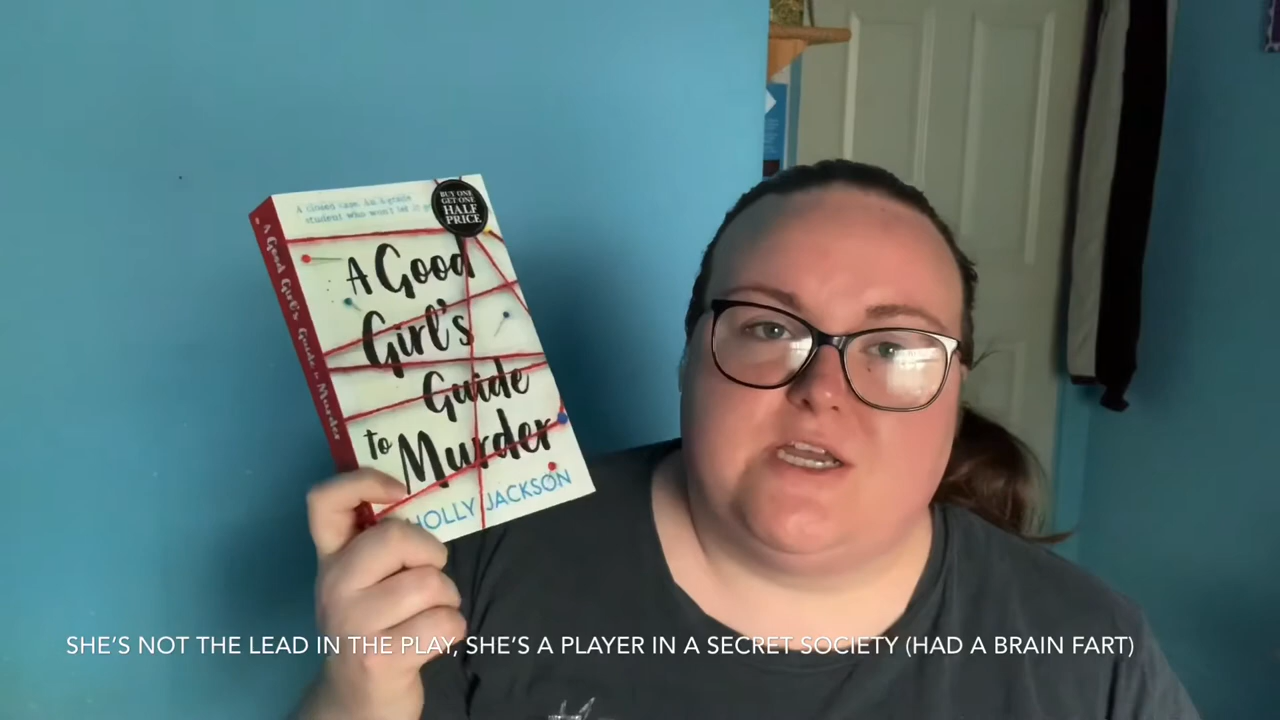 A closed case. An A-grade
student who won't let it g
BUY ONE
GET ONE
HALF
PRICE
A Good
Girl's
Guide
to Murder
HOLLY JACKSON
A Good Girl's Guide to Murder
SHE'S NOT THE LEAD IN THE PLAY, SHE'S A PLAYER IN A SECRET SOCIETY (HAD A BRAIN FART)